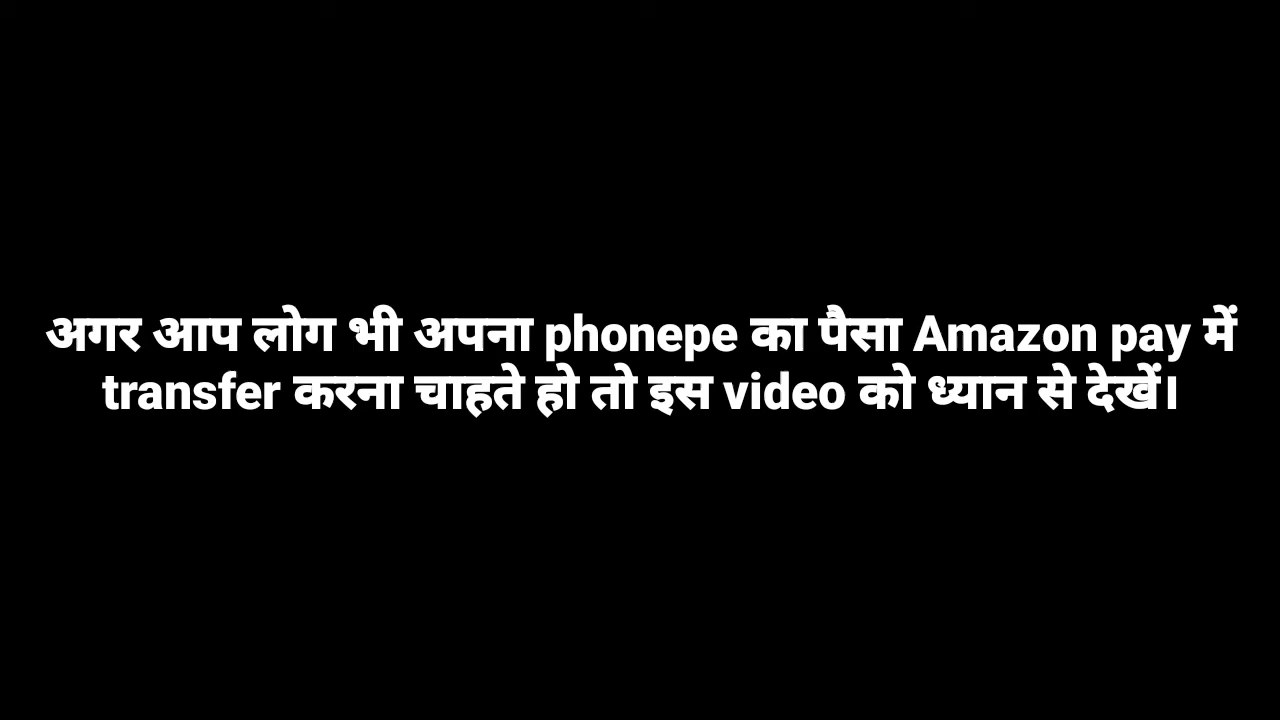 अगर आप लोग भी अपना phonepe का पैसा Amazon pay में
transfer करना चाहते हो तो इस video को ध्यान से देखें।